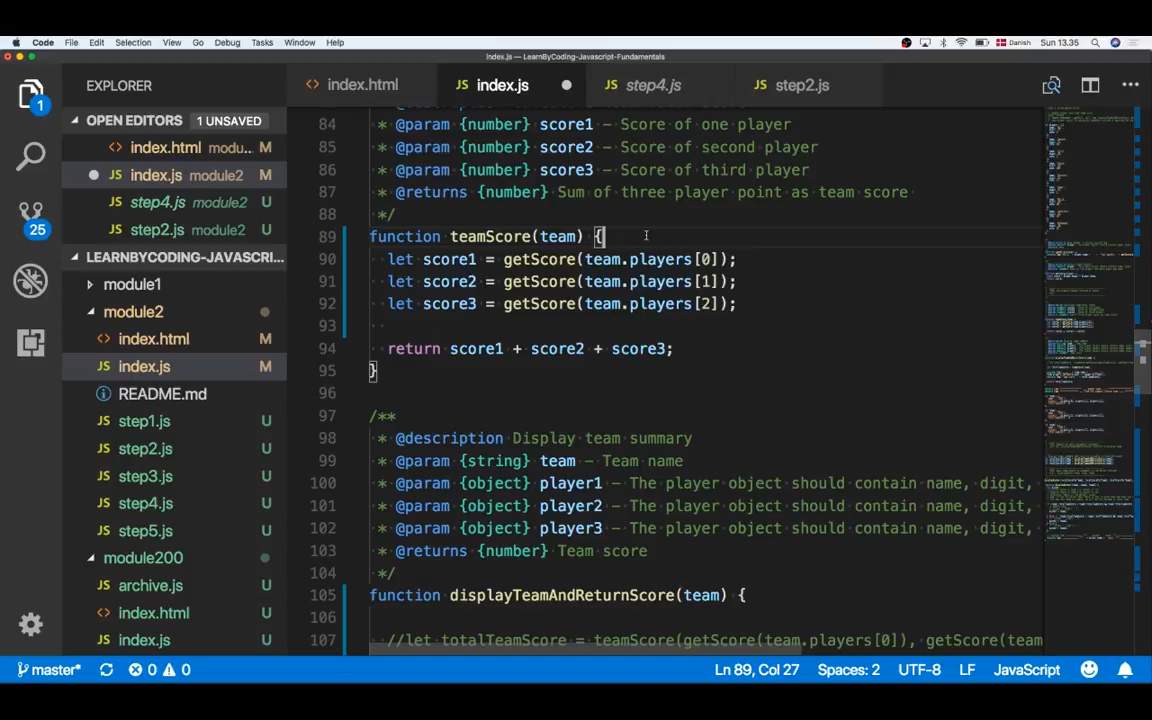 Code File Edit Selection View Go Debug Tasks Window Help Danish Sun 13.35
index.js — LearnByCoding-Javascript-Fundamentals
EXPLORER
1
OPEN EDITORS 1 UNSAVED
index.html modu... M
index.js module2 M
step4.js module2 U
step2.js module2 U
25
LEARNBYCODING-JAVASCRI...
module1
module2
index.html M
index.js M
README.md
step1.js U
step2.js U
step3.js U
step4.js U
step5.js U
module200
archive.js U
index.html U
index.js U
index.html
JS index.js
JS step4.js
JS step2.js
84 * @param {number} score1 - Score of one player
85 * @param {number} score2 - Score of second player
86 * @param {number} score3 - Score of third player
87 * @returns {number} Sum of three player point as team score
88 */
89 function teamScore(team) {
90 let score1 = getScore(team.players[0]);
91 let score2 = getScore(team.players[1]);
92 let score3 = getScore(team.players[2]);
93
94 return score1 + score2 + score3;
95 }
96
97 /**
98 * @description Display team summary
99 * @param {string} team - Team name
100 * @param {object} player1 - The player object should contain name, digit,
101 * @param {object} player2 - The player object should contain name, digit,
102 * @param {object} player3 - The player object should contain name, digit,
103 * @returns {number} Team score
104 */
105 function displayTeamAndReturnScore(team) {
106
107 //let totalTeamScore = teamScore(getScore(team.players[0]), getScore(team
master* 0 0 Ln 89, Col 27 Spaces: 2 UTF-8 LF JavaScript